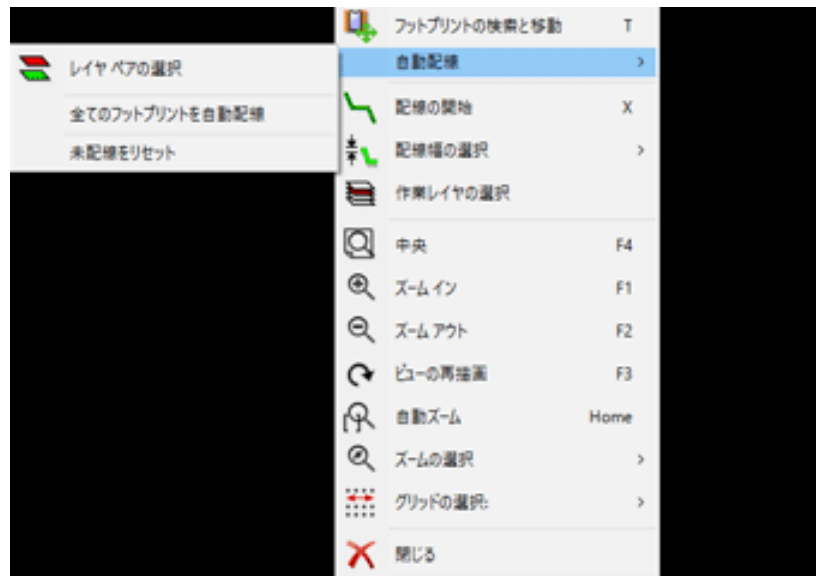 フットプリントの検索と移動 T
自動配線 >
レイヤ ペアの選択
全てのフットプリントを自動配線
未配線をリセット
配線の開始 X
配線幅の選択 >
作業レイヤの選択
中央 F4
ズーム イン F1
ズーム アウト F2
ビューの再描画 F3
自動ズーム Home
ズームの選択 >
グリッドの選択: >
閉じる